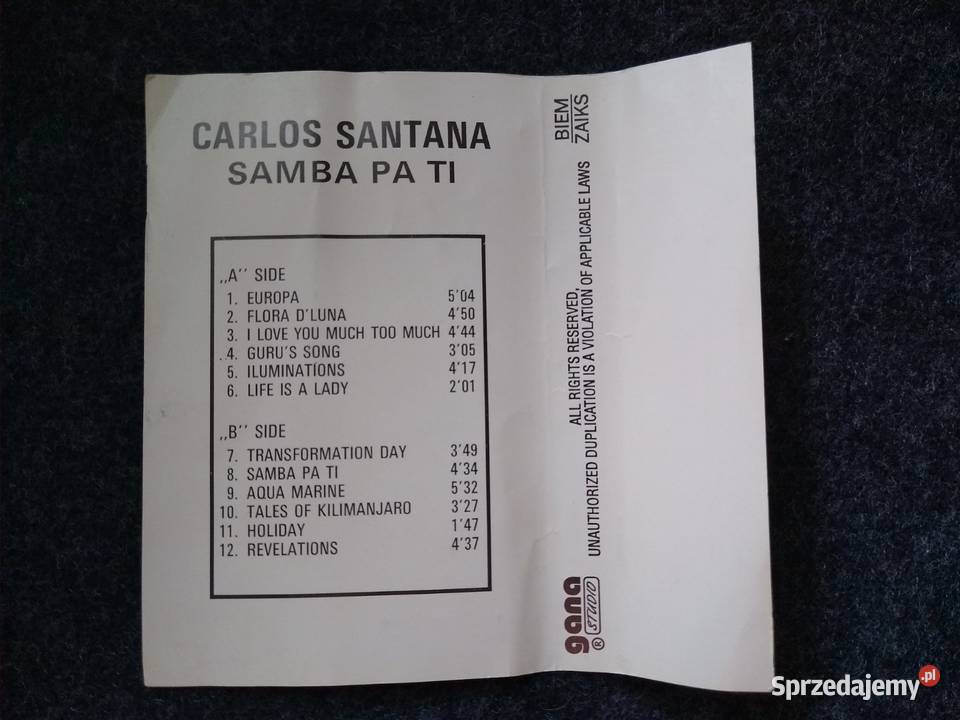 CARLOS SANTANA
SAMBA PA TI
„A'' SIDE
1. EUROPA 5'04
2. FLORA D'LUNA 4'50
3. I LOVE YOU MUCH TOO MUCH 4'44
4. GURU'S SONG 3'05
5. ILUMINATIONS 4'17
6. LIFE IS A LADY 2'01
„B'' SIDE
7. TRANSFORMATION DAY 3'49
8. SAMBA PA TI 4'34
9. AQUA MARINE 5'32
10. TALES OF KILIMANJARO 3'27
11. HOLIDAY 1'47
12. REVELATIONS 4'37
BIEM
ZAIKS
ALL RIGHTS RESERVED,
UNAUTHORIZED DUPLICATION IS A VIOLATION OF APPLICABLE LAWS
gana
® STUDIO
Sprzedajemy.pl